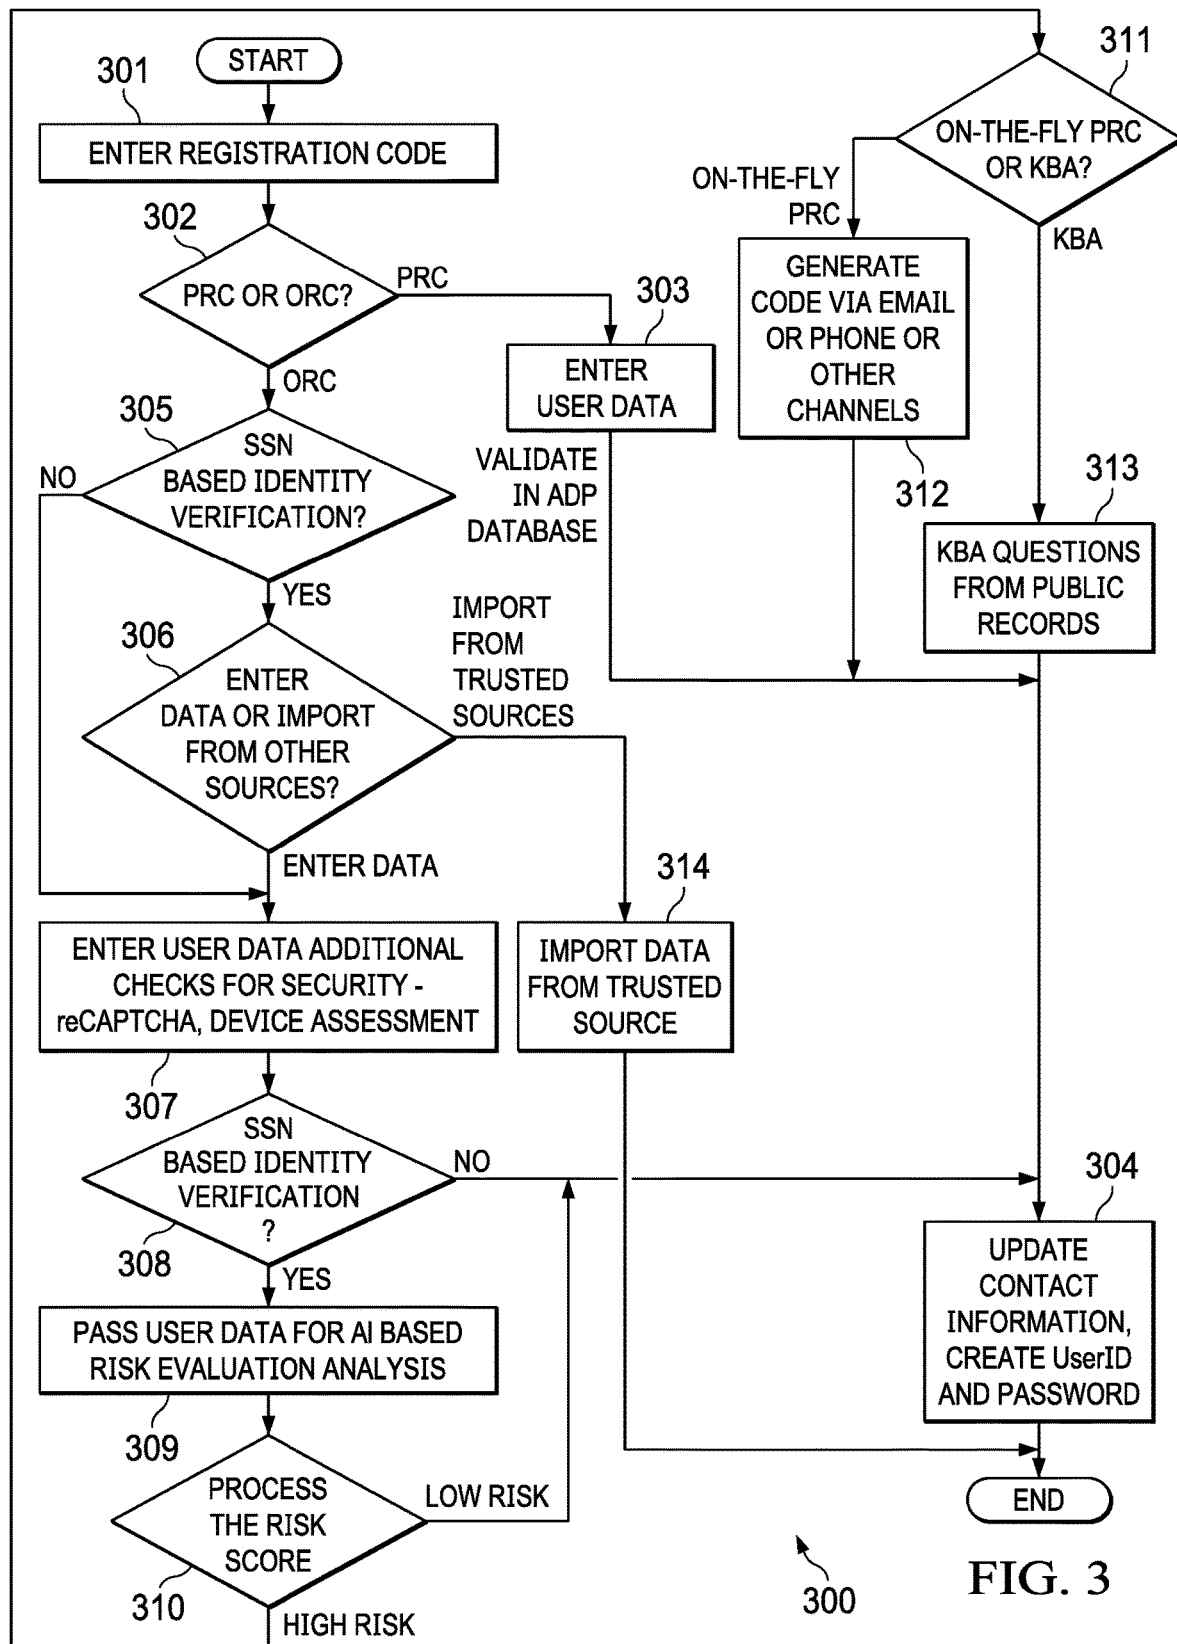 START
301
ENTER REGISTRATION CODE
302
PRC OR ORC?
PRC
ORC
303
ENTER
USER DATA
VALIDATE
IN ADP
DATABASE
305
SSN
BASED IDENTITY
VERIFICATION?
NO
YES
306
ENTER
DATA OR IMPORT
FROM OTHER
SOURCES?
IMPORT
FROM
TRUSTED
SOURCES
ENTER DATA
314
IMPORT DATA
FROM TRUSTED
SOURCE
ENTER USER DATA ADDITIONAL
CHECKS FOR SECURITY -
reCAPTCHA, DEVICE ASSESSMENT
307
SSN
BASED IDENTITY
VERIFICATION
?
308
NO
YES
PASS USER DATA FOR AI BASED
RISK EVALUATION ANALYSIS
309
PROCESS
THE RISK
SCORE
310
LOW RISK
HIGH RISK
311
ON-THE-FLY PRC
OR KBA?
ON-THE-FLY
PRC
KBA
GENERATE
CODE VIA EMAIL
OR PHONE OR
OTHER
CHANNELS
312
313
KBA QUESTIONS
FROM PUBLIC
RECORDS
304
UPDATE
CONTACT
INFORMATION,
CREATE UserID
AND PASSWORD
END
300
FIG. 3